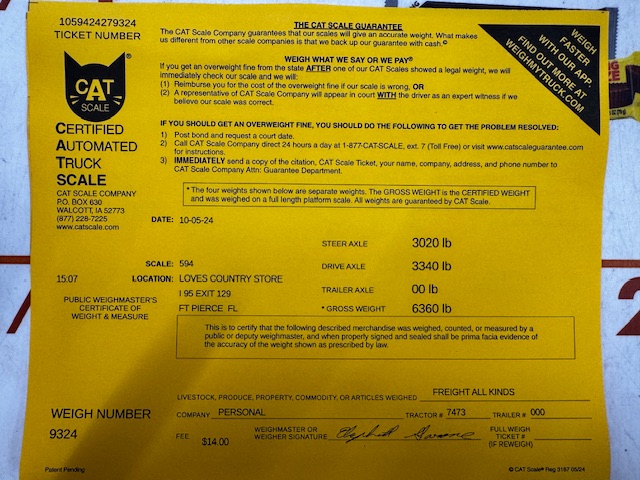 1059424279324
TICKET NUMBER
THE CAT SCALE GUARANTEE
The CAT Scale Company guarantees that our scales will give an accurate weight. What makes
us different from other scale companies is that we back up our guarantee with cash.©
WEIGH WHAT WE SAY OR WE PAY®
If you get an overweight fine from the state AFTER one of our CAT Scales showed a legal weight, we will
immediately check our scale and we will:
(1) Reimburse you for the cost of the overweight fine if our scale is wrong, OR
(2) A representative of CAT Scale Company will appear in court WITH the driver as an expert witness if we
believe our scale was correct.
WEIGH
FASTER
WITH OUR APP.
FIND OUT MORE AT
WEIGHMYTRUCK.COM
CAT
SCALE
®
CERTIFIED
AUTOMATED
TRUCK
SCALE
CAT SCALE COMPANY
P.O. BOX 630
WALCOTT, IA 52773
(877) 228-7225
www.catscale.com
IF YOU SHOULD GET AN OVERWEIGHT FINE, YOU SHOULD DO THE FOLLOWING TO GET THE PROBLEM RESOLVED:
1) Post bond and request a court date.
2) Call CAT Scale Company direct 24 hours a day at 1-877-CAT-SCALE, ext. 7 (Toll Free) or visit www.catscaleguarantee.com
for instructions.
3) IMMEDIATELY send a copy of the citation, CAT Scale Ticket, your name, company, address, and phone number to
CAT Scale Company Attn: Guarantee Department.
* The four weights shown below are separate weights. The GROSS WEIGHT is the CERTIFIED WEIGHT
and was weighed on a full length platform scale. All weights are guaranteed by CAT Scale.
DATE: 10-05-24
STEER AXLE 3020 lb
SCALE: 594
DRIVE AXLE 3340 lb
15:07 LOCATION: LOVES COUNTRY STORE
TRAILER AXLE 00 lb
I 95 EXIT 129
FT PIERCE FL
* GROSS WEIGHT 6360 lb
PUBLIC WEIGHMASTER'S
CERTIFICATE OF
WEIGHT & MEASURE
This is to certify that the following described merchandise was weighed, counted, or measured by a
public or deputy weighmaster, and when properly signed and sealed shall be prima facia evidence of
the accuracy of the weight shown as prescribed by law.
LIVESTOCK, PRODUCE, PROPERTY, COMMODITY, OR ARTICLES WEIGHED FREIGHT ALL KINDS
WEIGH NUMBER
9324
COMPANY PERSONAL TRACTOR # 7473 TRAILER # 000
FEE $14.00
WEIGHMASTER OR
WEIGHER SIGNATURE
FULL WEIGH
TICKET #
(IF REWEIGH)
Patent Pending
© CAT Scale® Reg 3167 05/24